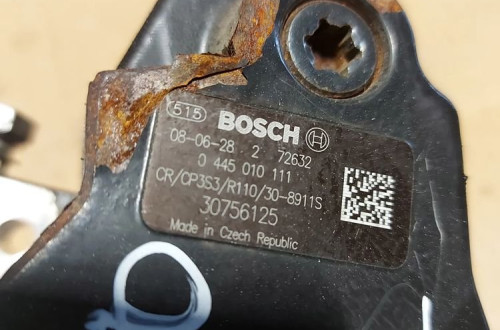 515 BOSCH
08-06-28 2 72632
0 445 010 111
CR/CP3S3/R110/30-8911S
30756125
Made in Czech Republic